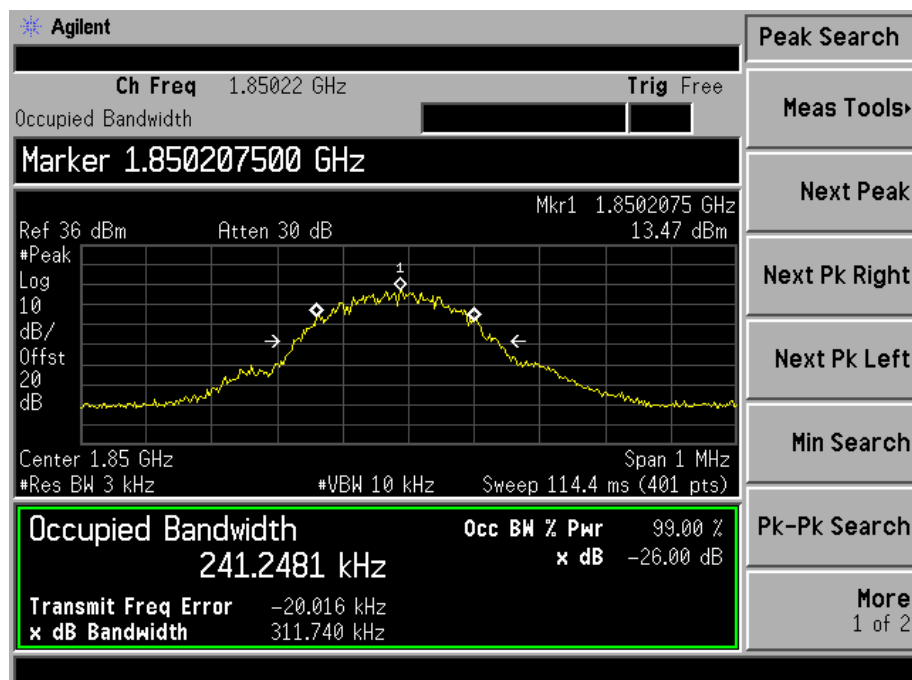 Agilent
Peak Search
Ch Freq 1.85022 GHz Trig Free
Occupied Bandwidth
Meas Tools
Marker 1.850207500 GHz
Next Peak
Mkr1 1.8502075 GHz
Ref 36 dBm Atten 30 dB 13.47 dBm
#Peak
Log
10
dB/
Offst
20
dB
1
Next Pk Right
Next Pk Left
Center 1.85 GHz Span 1 MHz
#Res BW 3 kHz #VBW 10 kHz Sweep 114.4 ms (401 pts)
Min Search
Occupied Bandwidth Occ BW % Pwr 99.00 %
241.2481 kHz x dB -26.00 dB
Pk-Pk Search
Transmit Freq Error -20.016 kHz
x dB Bandwidth 311.740 kHz
More
1 of 2